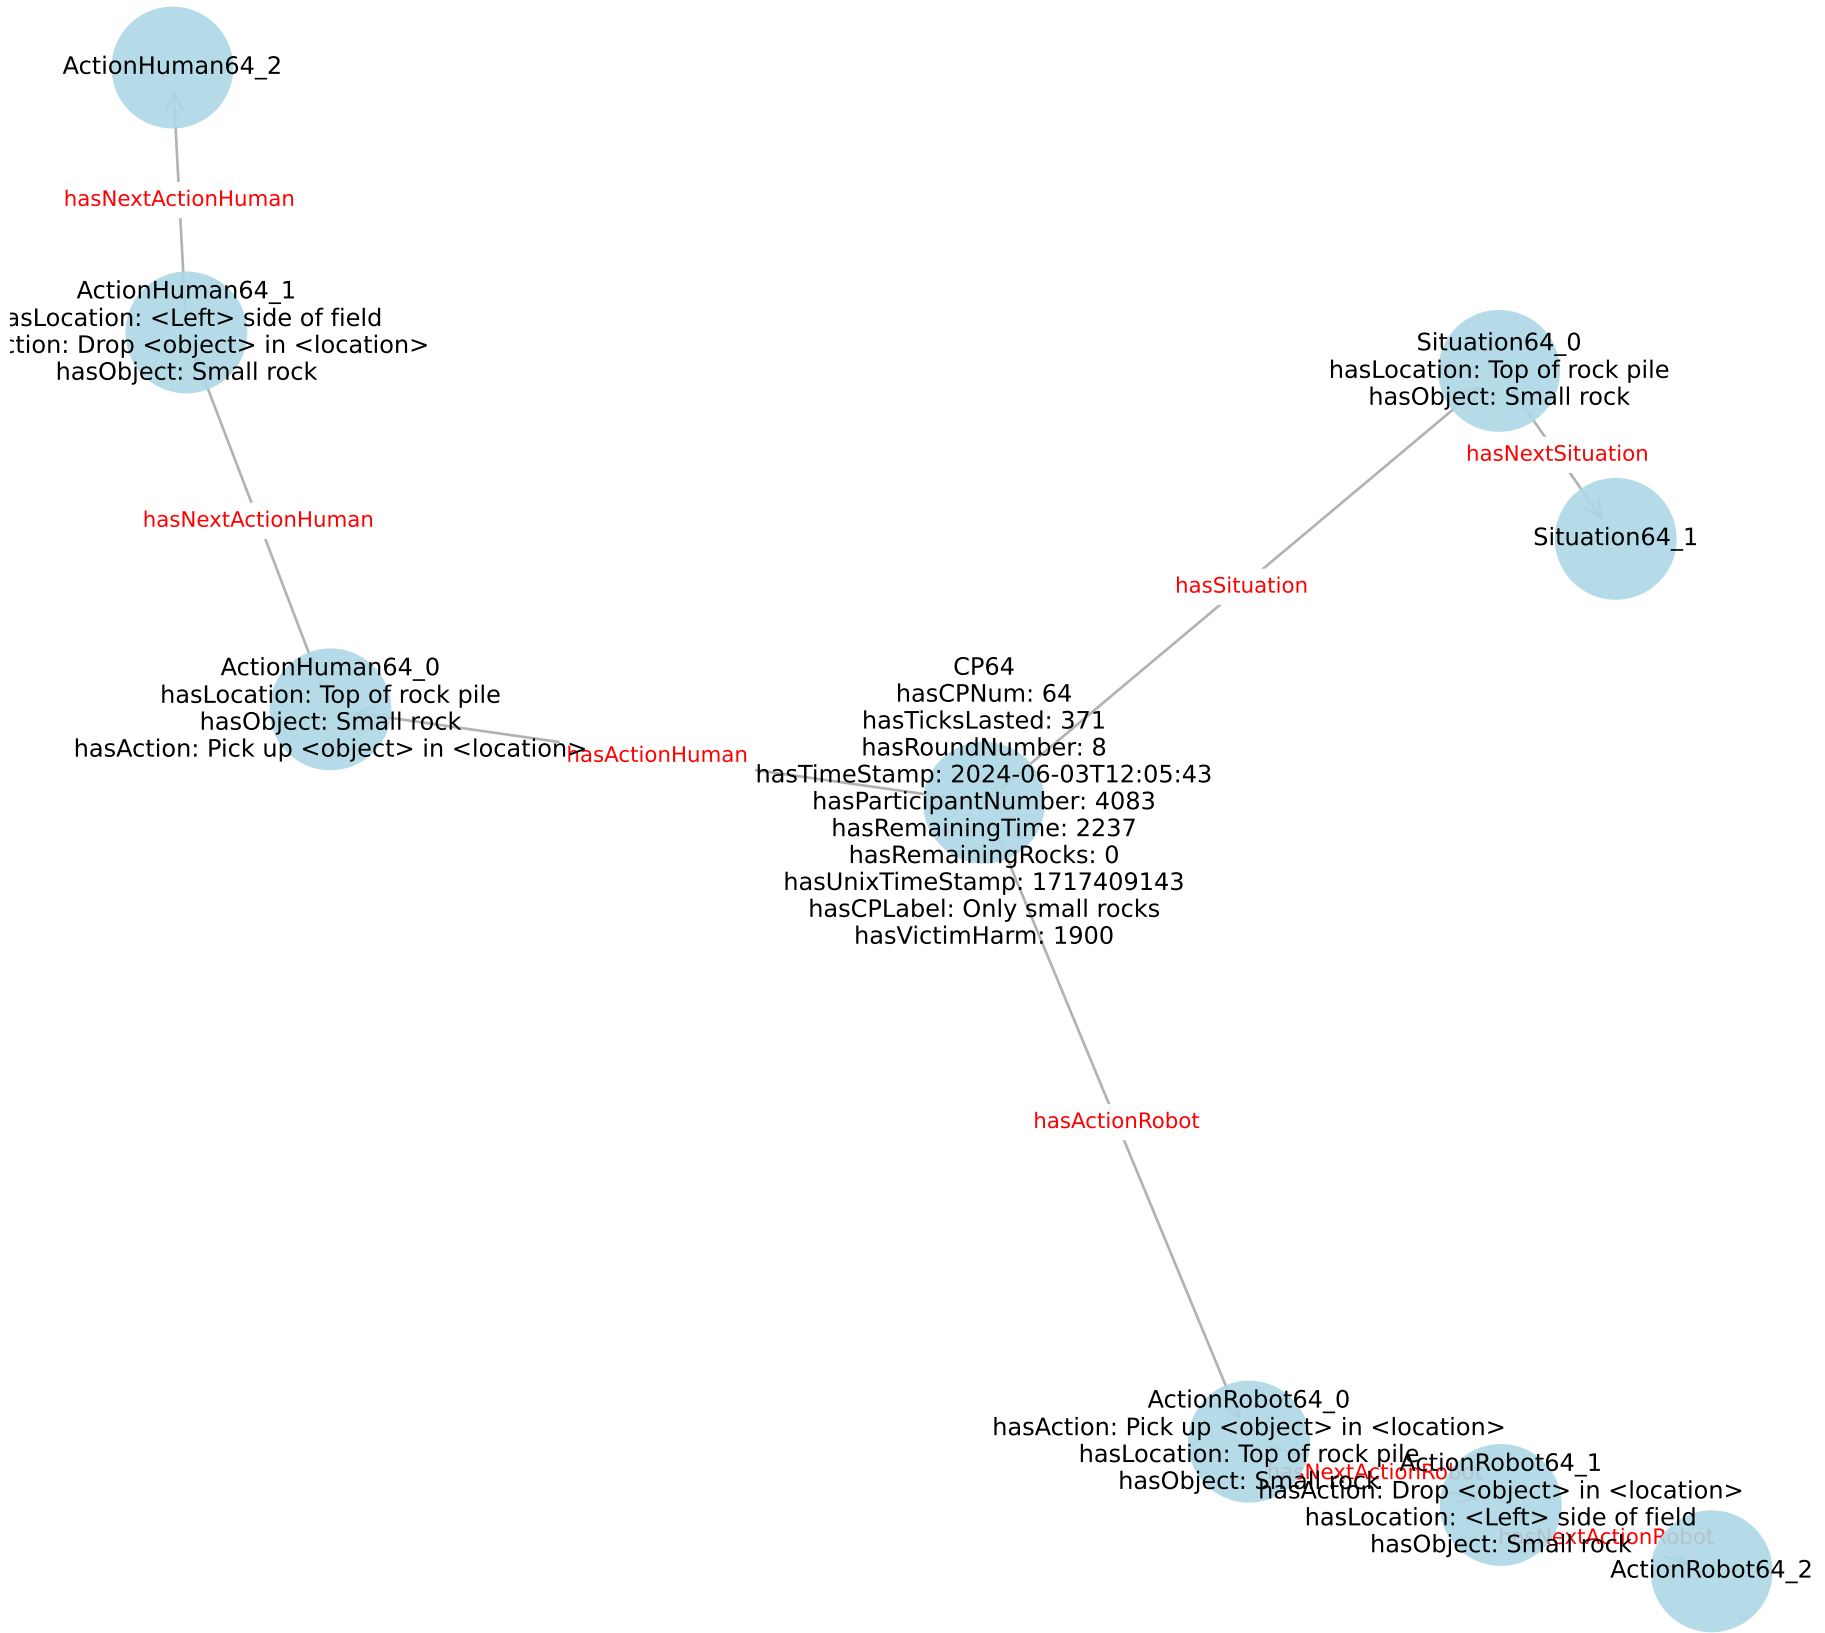 ActionHuman64_2
hasNextActionHuman
ActionHuman64_1
asLocation: <Left> side of field
ction: Drop <object> in <location>
hasObject: Small rock
hasNextActionHuman
ActionHuman64_0
hasLocation: Top of rock pile
hasObject: Small rock
hasAction: Pick up <object> in <location>
hasActionHuman
Situation64_0
hasLocation: Top of rock pile
hasObject: Small rock
hasNextSituation
Situation64_1
hasSituation
CP64
hasCPNum: 64
hasTicksLasted: 371
hasRoundNumber: 8
hasTimeStamp: 2024-06-03T12:05:43
hasParticipantNumber: 4083
hasRemainingTime: 2237
hasRemainingRocks: 0
hasUnixTimeStamp: 1717409143
hasCPLabel: Only small rocks
hasVictimHarm: 1900
hasActionRobot
ActionRobot64_0
hasAction: Pick up <object> in <location>
hasLocation: Top of rock pile
hasObject: Small rock
hasNextActionRobot
ActionRobot64_1
hasAction: Drop <object> in <location>
hasLocation: <Left> side of field
hasObject: Small rock
hasNextActionRobot
ActionRobot64_2